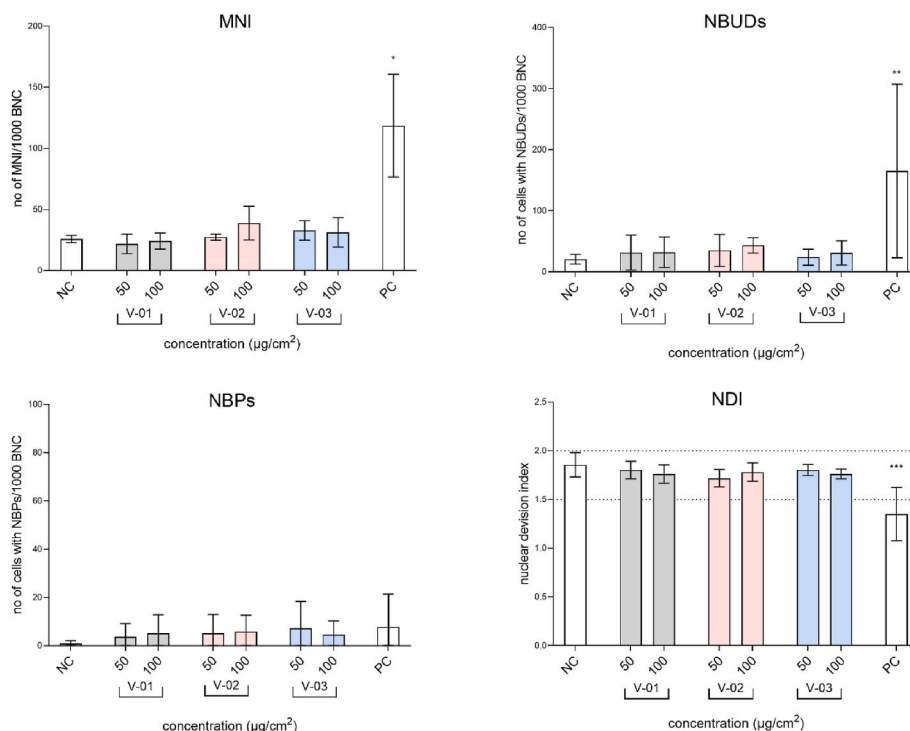 MNI
no of MNI/1000 BNC
200
150
100
50
0
*
NC
50
100
50
100
50
100
PC
V-01
V-02
V-03
concentration (µg/cm²)
NBUDs
no of cells with NBUDs/1000 BNC
400
300
200
100
0
**
NC
50
100
50
100
50
100
PC
V-01
V-02
V-03
concentration (µg/cm²)
NBPs
no of cells with NBPs/1000 BNC
100
80
60
40
20
0
NC
50
100
50
100
50
100
PC
V-01
V-02
V-03
concentration (µg/cm²)
NDI
nuclear devision index
2.5
2.0
1.5
1.0
0.5
0.0
***
NC
50
100
50
100
50
100
PC
V-01
V-02
V-03
concentration (µg/cm²)